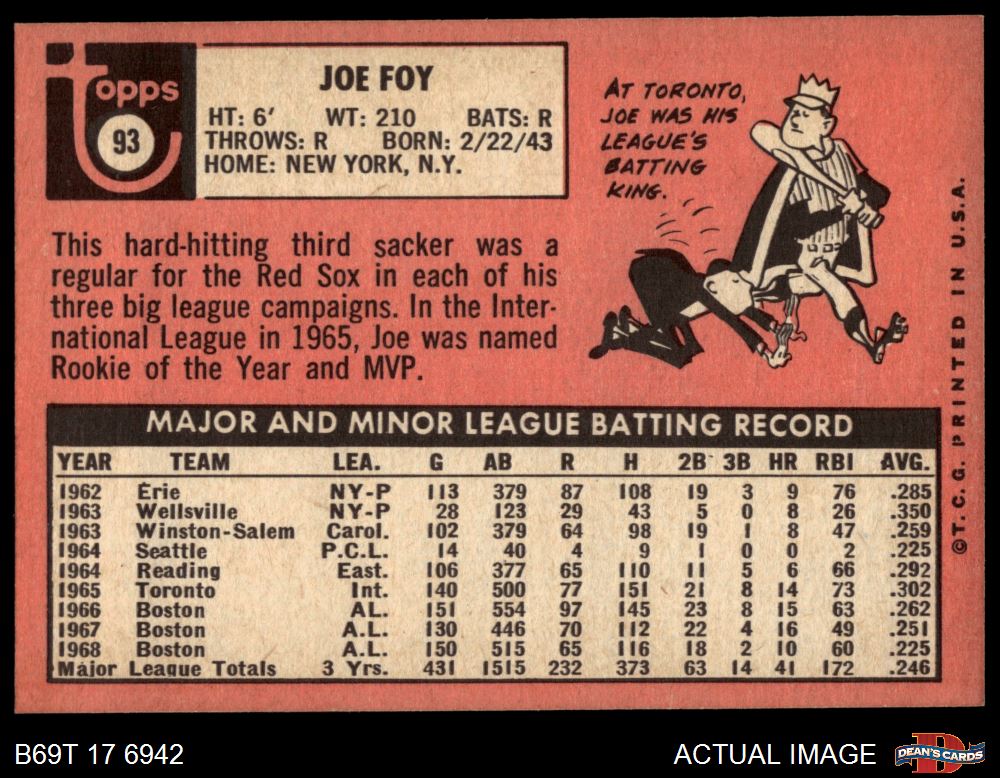 topps
93
JOE FOY
HT: 6′ WT: 210 BATS: R
THROWS: R BORN: 2/22/43
HOME: NEW YORK, N.Y.
AT TORONTO,
JOE WAS HIS
LEAGUE'S
BATTING
KING.
This hard-hitting third sacker was a
regular for the Red Sox in each of his
three big league campaigns. In the Inter-
national League in 1965, Joe was named
Rookie of the Year and MVP.
MAJOR AND MINOR LEAGUE BATTING RECORD
YEAR TEAM LEA. G AB R H 2B 3B HR RBI AVG.
1962 Erie NY-P 113 379 87 108 19 3 9 76 .285
1963 Wellsville NY-P 28 123 29 43 5 0 8 26 .350
1963 Winston-Salem Carol. 102 379 64 98 19 1 8 47 .259
1964 Seattle P.C.L. 14 40 4 9 1 0 0 2 .225
1964 Reading East. 106 377 65 110 11 5 6 66 .292
1965 Toronto Int. 140 500 77 151 21 8 14 73 .302
1966 Boston AL. 151 554 97 145 23 8 15 63 .262
1967 Boston A.L. 130 446 70 112 22 4 16 49 .251
1968 Boston A.L. 150 515 65 116 18 2 10 60 .225
Major League Totals 3 Yrs. 431 1515 232 373 63 14 41 172 .246
©T.C.G. PRINTED IN U.S.A.
B69T 17 6942
ACTUAL IMAGE
DEAN'S CARDS